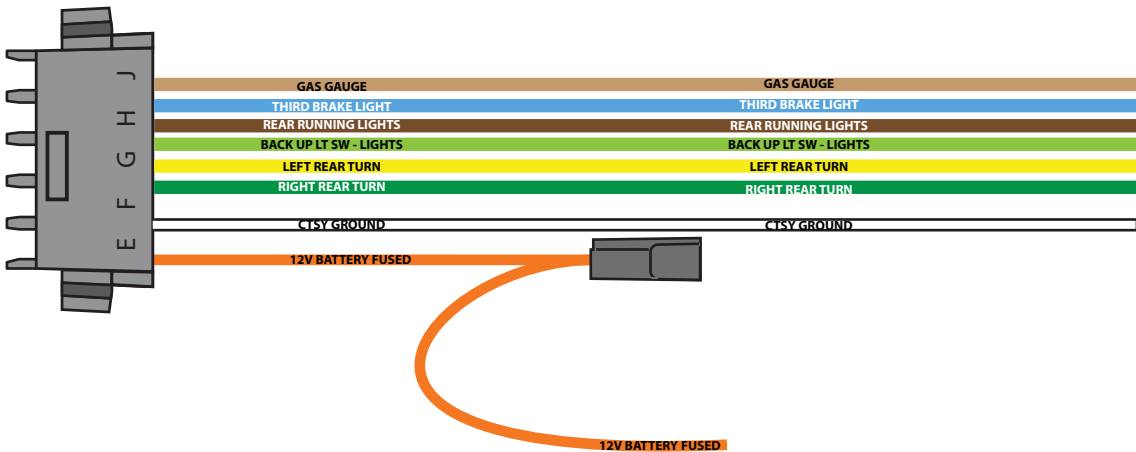 J
GAS GAUGE GAS GAUGE
THIRD BRAKE LIGHT THIRD BRAKE LIGHT
H
REAR RUNNING LIGHTS REAR RUNNING LIGHTS
BACK UP LT SW - LIGHTS BACK UP LT SW - LIGHTS
G
LEFT REAR TURN LEFT REAR TURN
RIGHT REAR TURN RIGHT REAR TURN
F
CTSY GROUND CTSY GROUND
E
12V BATTERY FUSED
12V BATTERY FUSED